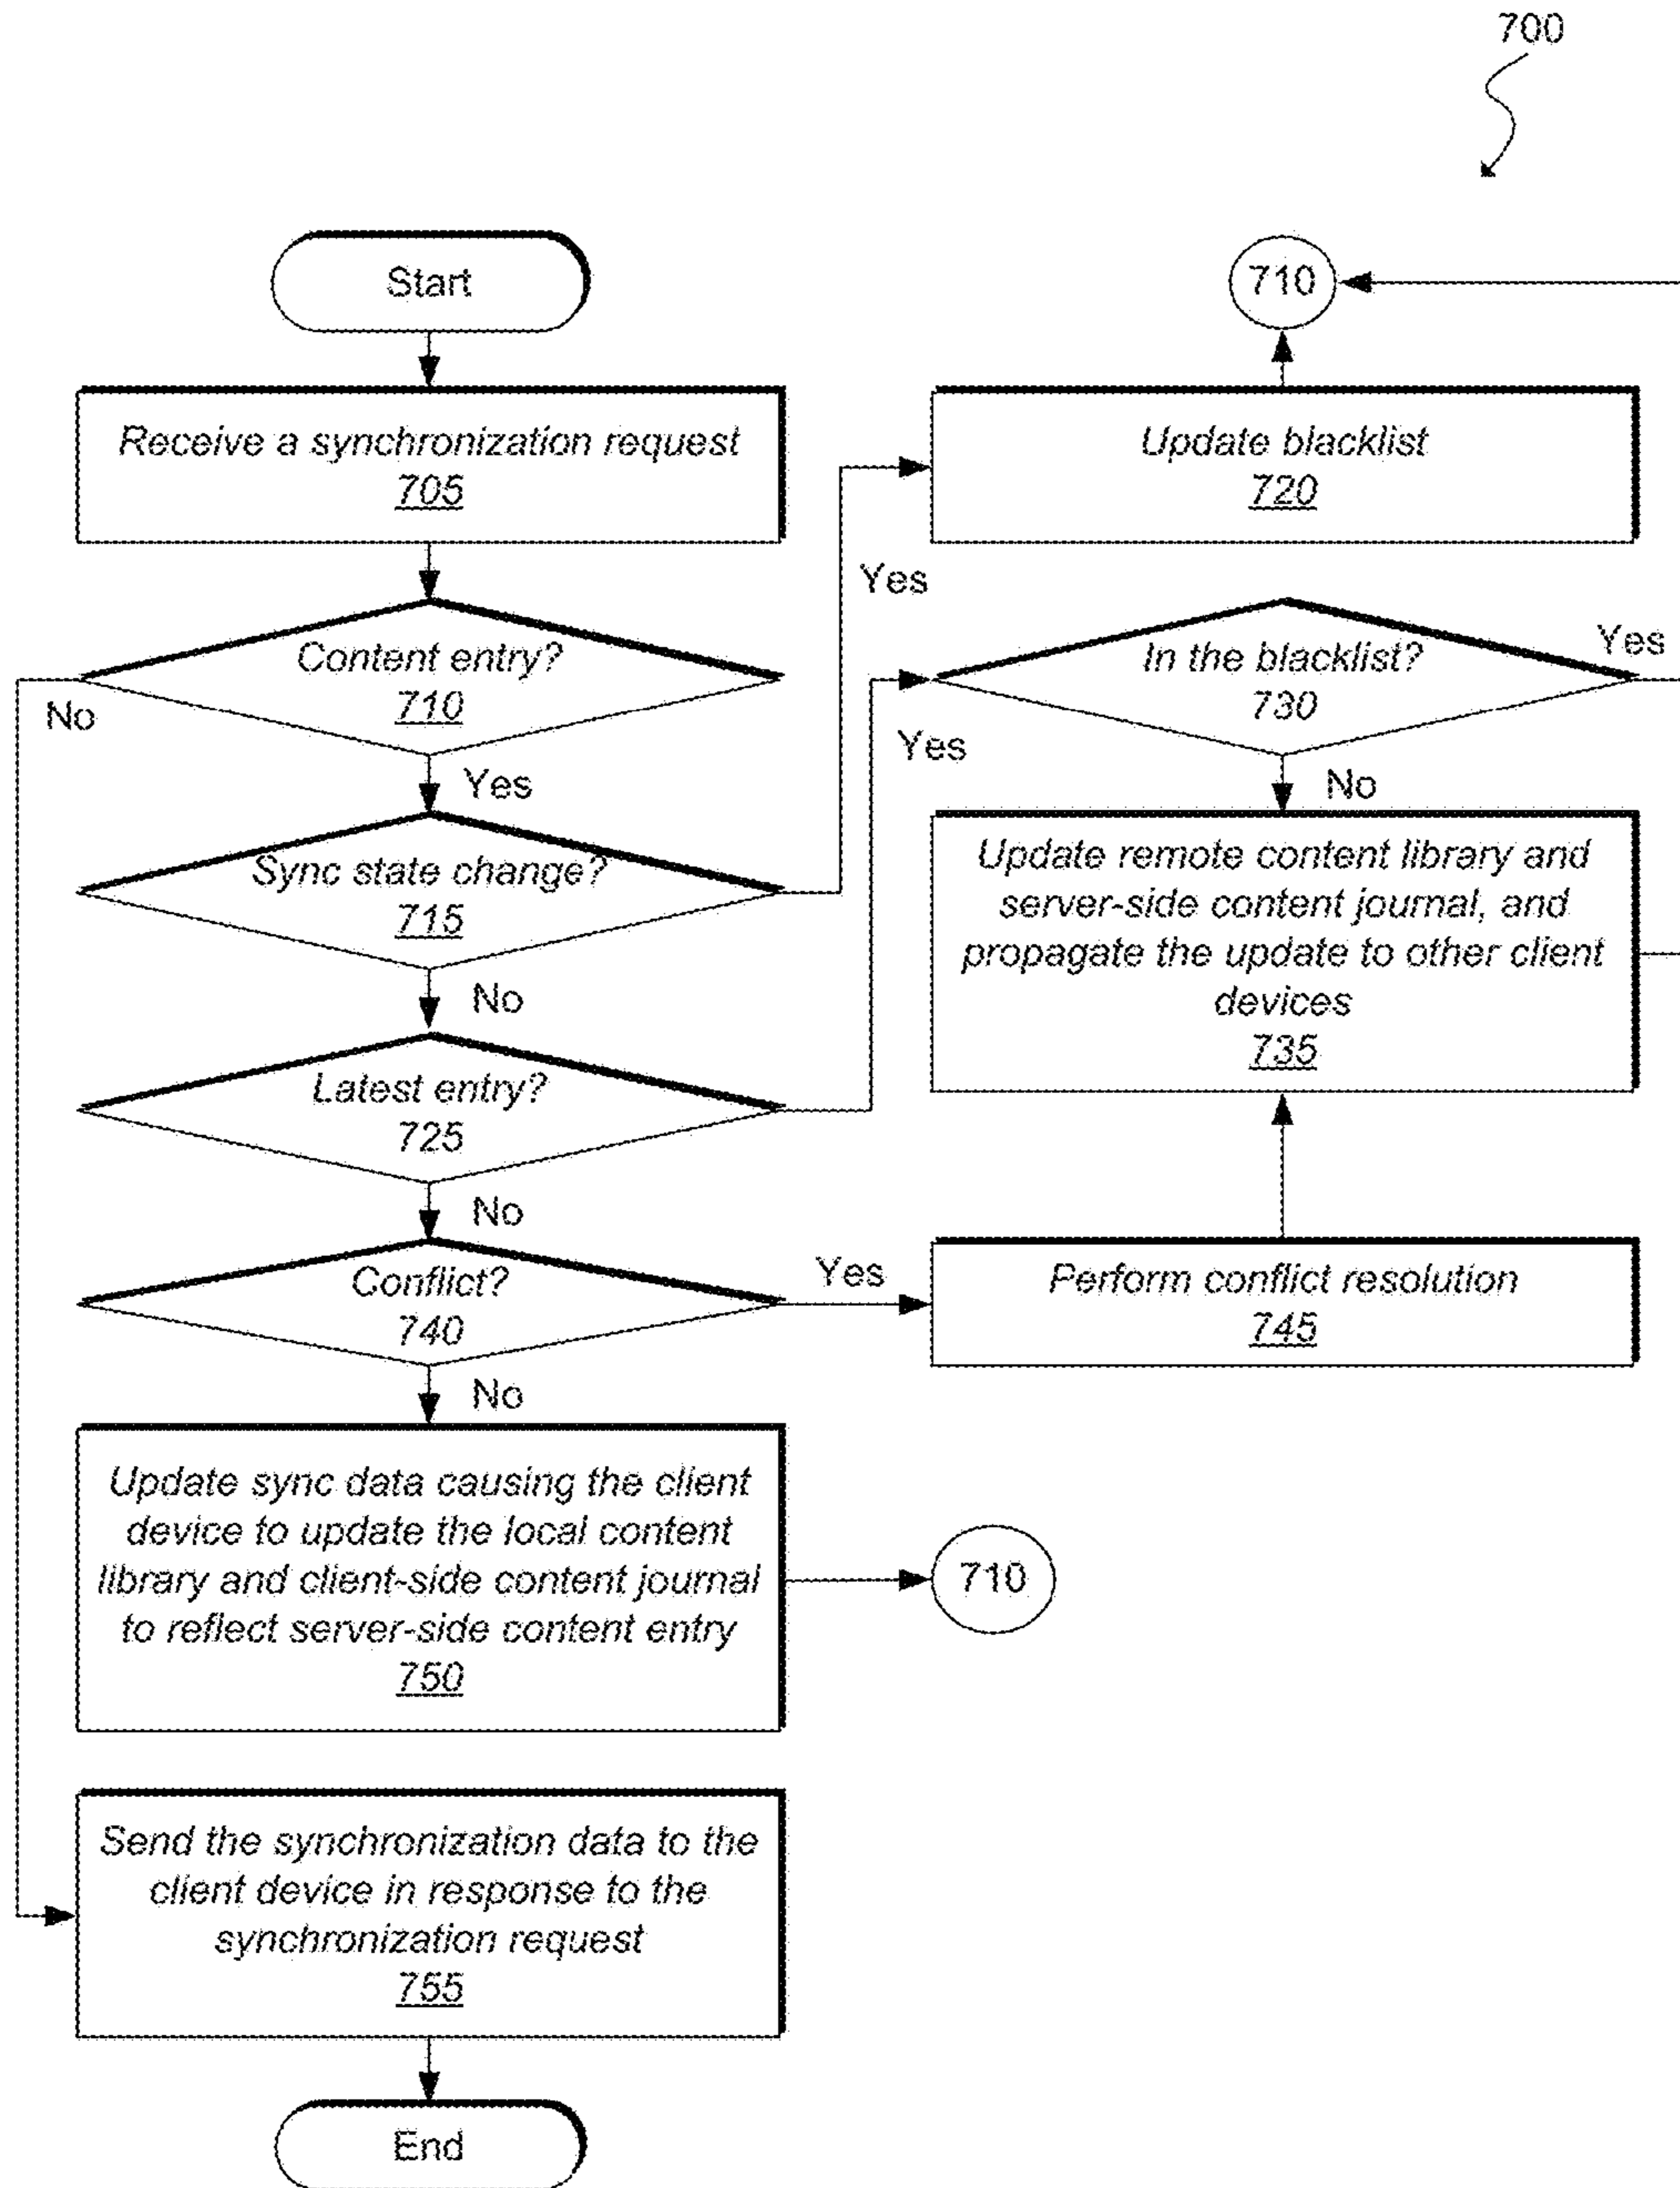 700
Start
710
Receive a synchronization request
705
Update blacklist
720
Yes
Content entry?
710
No
Yes
In the blacklist?
730
Yes
Yes
No
Sync state change?
715
No
Update remote content library and
server-side content journal, and
propagate the update to other client
devices
735
Latest entry?
725
No
Conflict?
740
Yes
Perform conflict resolution
745
No
Update sync data causing the client
device to update the local content
library and client-side content journal
to reflect server-side content entry
750
710
Send the synchronization data to the
client device in response to the
synchronization request
755
End